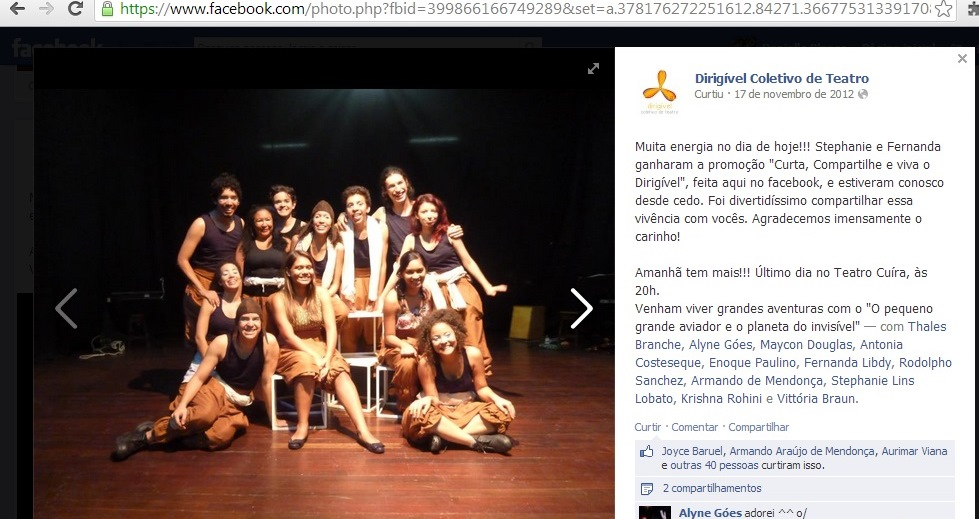 https://www.facebook.com/photo.php?fbid=399866166749289&set=a.378176272251612.84271.36677531339170
facebook
dirigível
coletivo de teatro
Dirigível Coletivo de Teatro
Curtiu · 17 de novembro de 2012
Muita energia no dia de hoje!!! Stephanie e Fernanda
ganharam a promoção "Curta, Compartilhe e viva o
Dirigível", feita aqui no facebook, e estiveram conosco
desde cedo. Foi divertidíssimo compartilhar essa
vivência com vocês. Agradecemos imensamente o
carinho!
Amanhã tem mais!!! Último dia no Teatro Cuíra, às
20h.
Venham viver grandes aventuras com o "O pequeno
grande aviador e o planeta do invisível" — com Thales
Branche, Alyne Góes, Maycon Douglas, Antonia
Costeseque, Enoque Paulino, Fernanda Libdy, Rodolpho
Sanchez, Armando de Mendonça, Stephanie Lins
Lobato, Krishna Rohini e Vittória Braun.
Curtir · Comentar · Compartilhar
Joyce Baruel, Armando Araújo de Mendonça, Aurimar Viana
e outras 40 pessoas curtiram isso.
2 compartilhamentos
Alyne Góes adorei ^^ o/